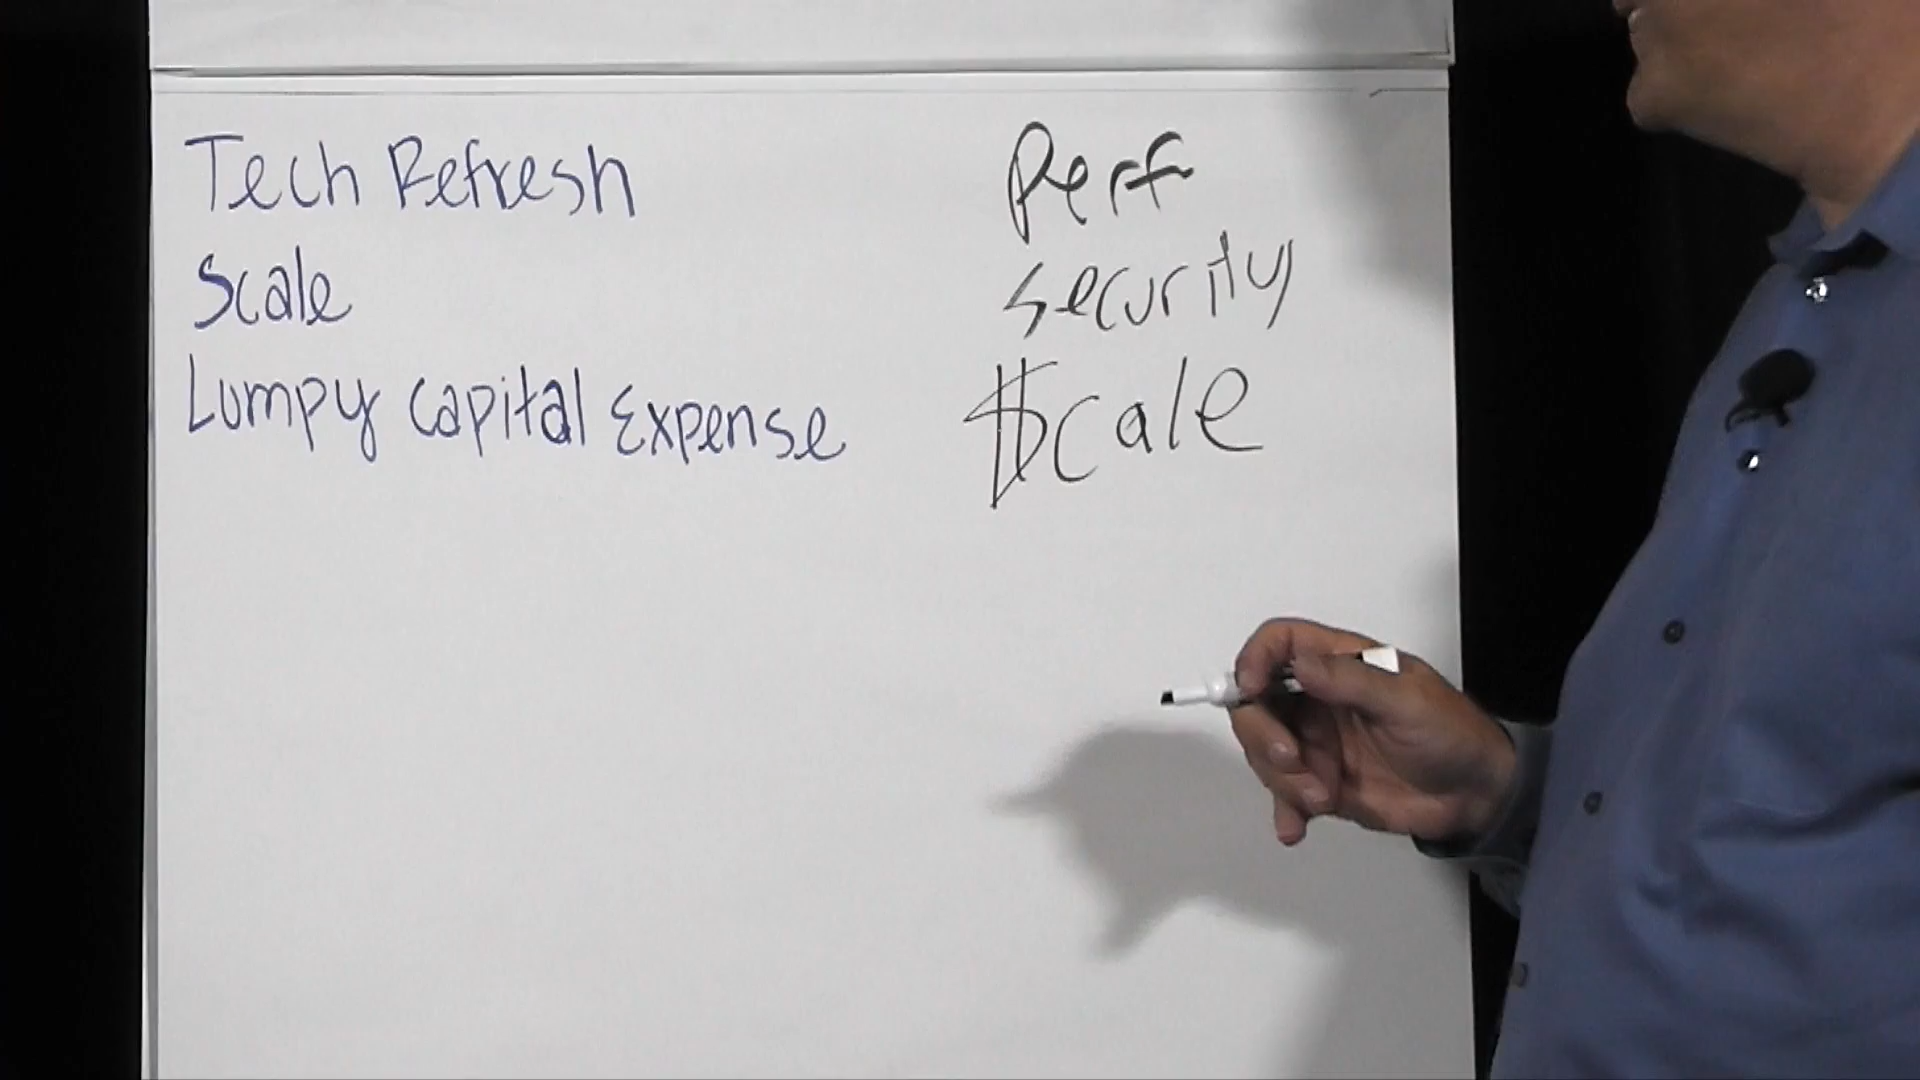 Tech Refresh
Scale
Lumpy Capital Expense
Perf
security
$cale